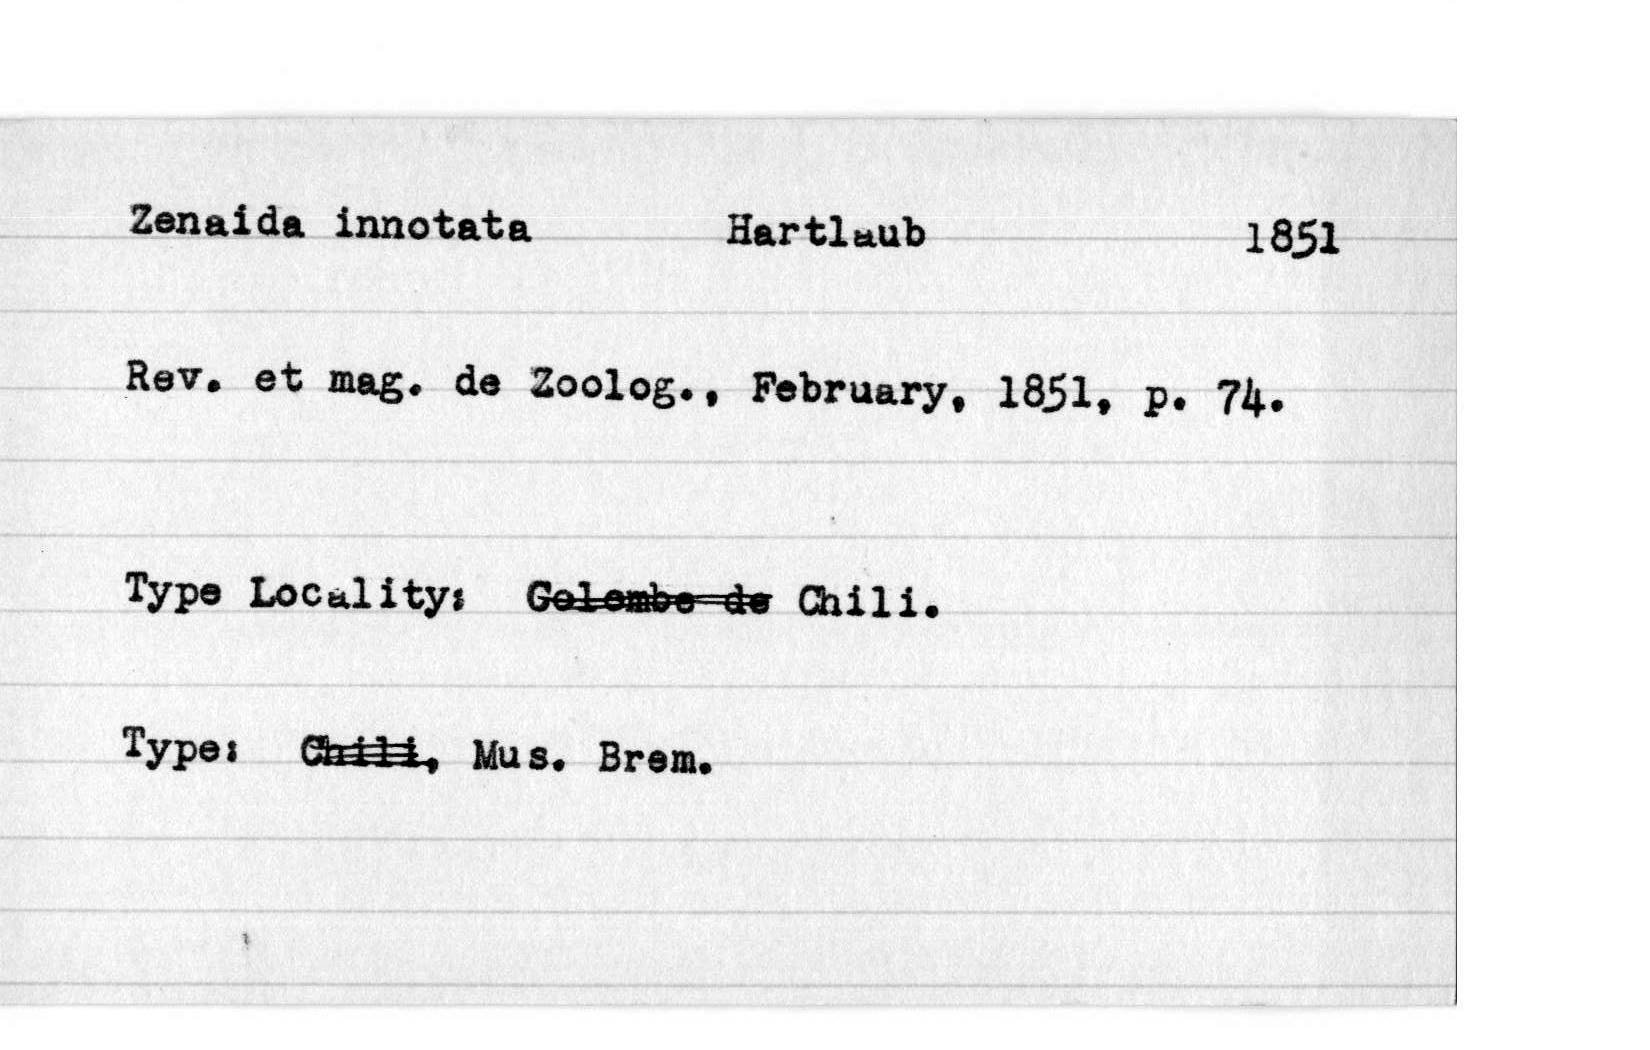 Zenaida innotata Hartlaub 1851
Rev. et mag. de Zoolog., February, 1851, p. 74.
Type Locality: Colombe de Chili.
Type: Chili, Mus. Brem.